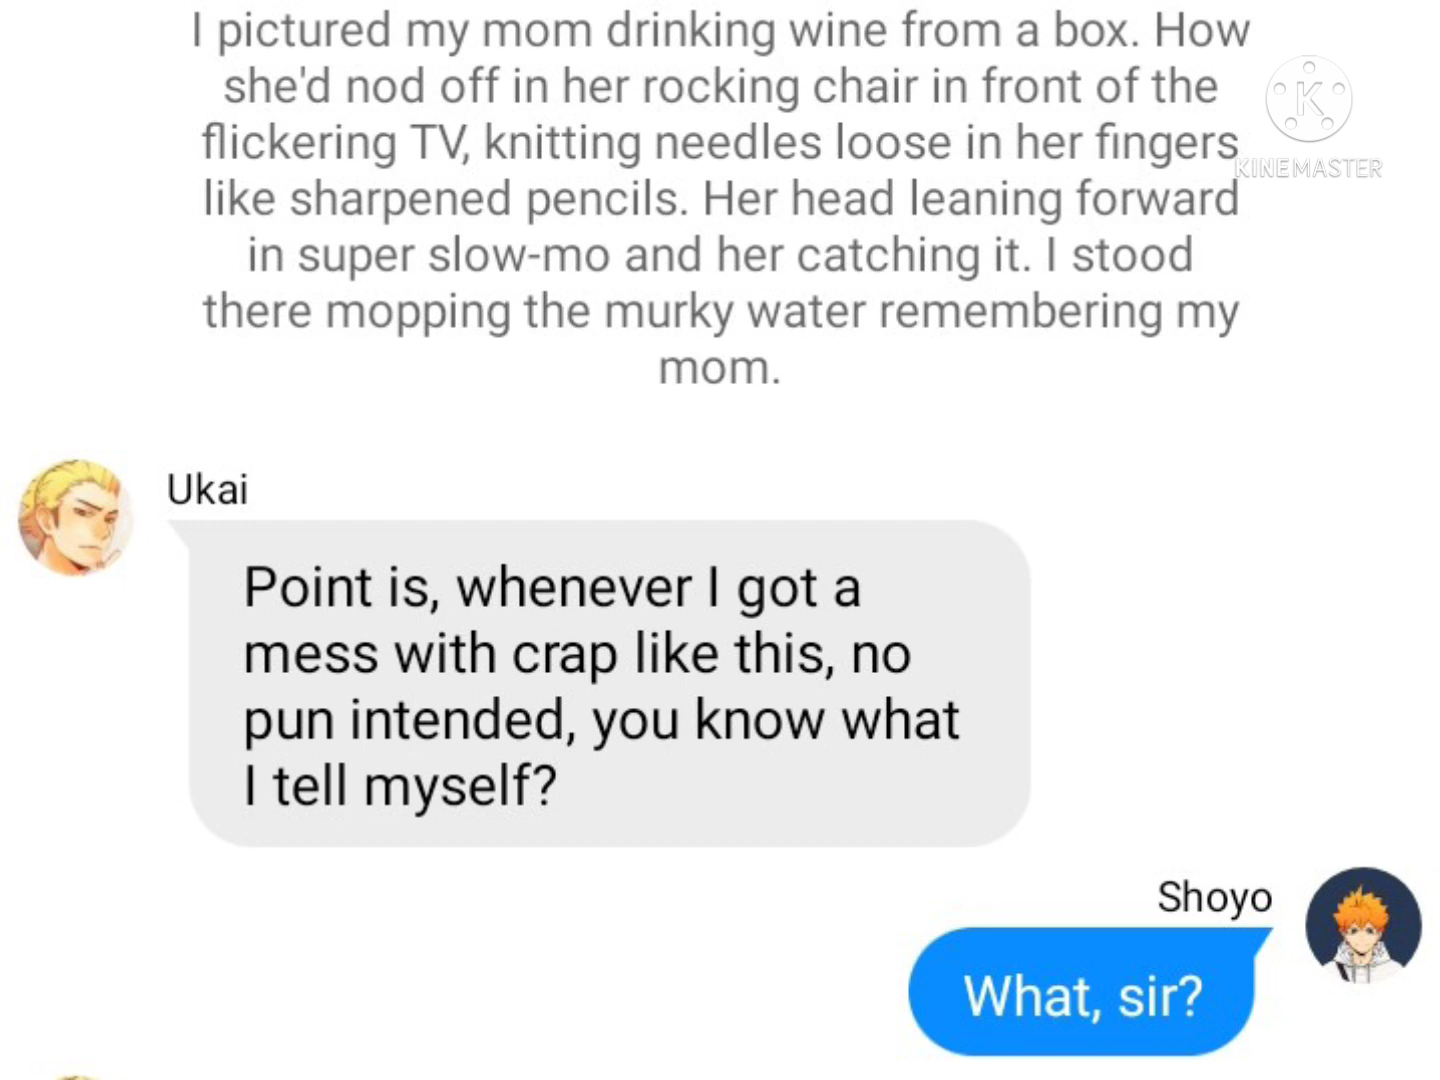 I pictured my mom drinking wine from a box. How
she'd nod off in her rocking chair in front of the
flickering TV, knitting needles loose in her fingers
like sharpened pencils. Her head leaning forward
in super slow-mo and her catching it. I stood
there mopping the murky water remembering my
mom.
K
KINEMASTER
Ukai
Point is, whenever I got a
mess with crap like this, no
pun intended, you know what
I tell myself?
Shoyo
What, sir?